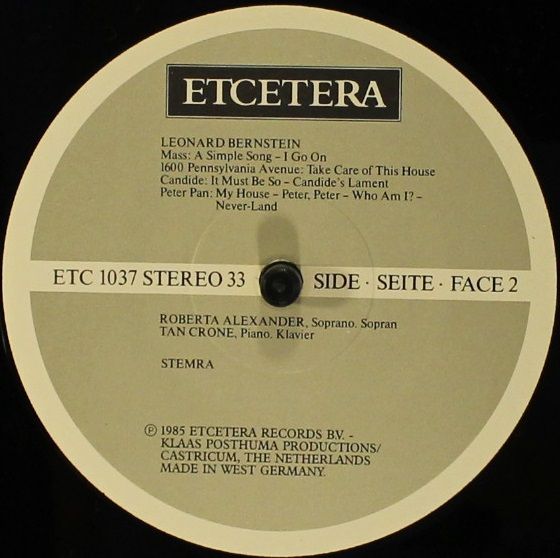 ETCETERA
LEONARD BERNSTEIN
Mass: A Simple Song – I Go On
1600 Pennsylvania Avenue: Take Care of This House
Candide: It Must Be So – Candide's Lament
Peter Pan: My House – Peter, Peter – Who Am I? –
Never-Land
ETC 1037 STEREO 33 SIDE · SEITE · FACE 2
ROBERTA ALEXANDER, Soprano. Sopran
TAN CRONE, Piano. Klavier
STEMRA
Ⓟ 1985 ETCETERA RECORDS B.V. -
KLAAS POSTHUMA PRODUCTIONS/
CASTRICUM, THE NETHERLANDS
MADE IN WEST GERMANY.